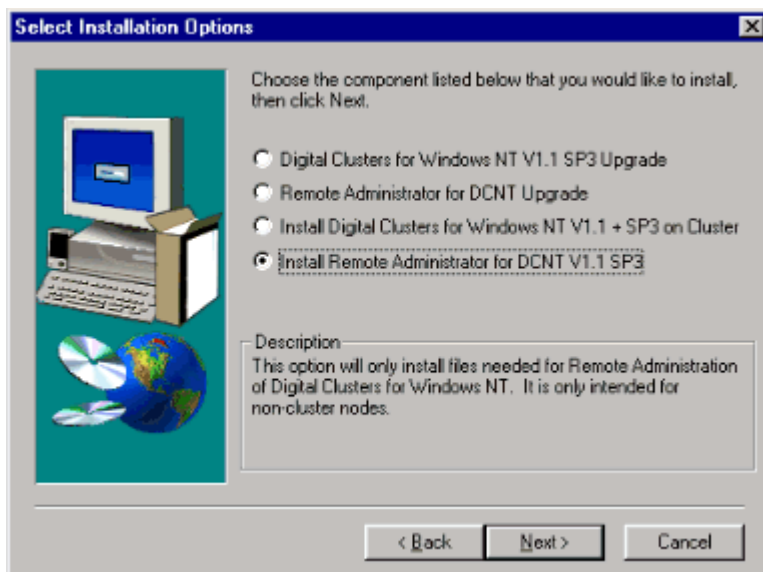 Select Installation Options
Choose the component listed below that you would like to install,
then click Next.
Digital Clusters for Windows NT V1.1 SP3 Upgrade
Remote Administrator for DCNT Upgrade
Install Digital Clusters for Windows NT V1.1 + SP3 on Cluster
Install Remote Administrator for DCNT V1.1 SP3
Description
This option will only install files needed for Remote Administration
of Digital Clusters for Windows NT.  It is only intended for
non-cluster nodes.
< Back
Next >
Cancel